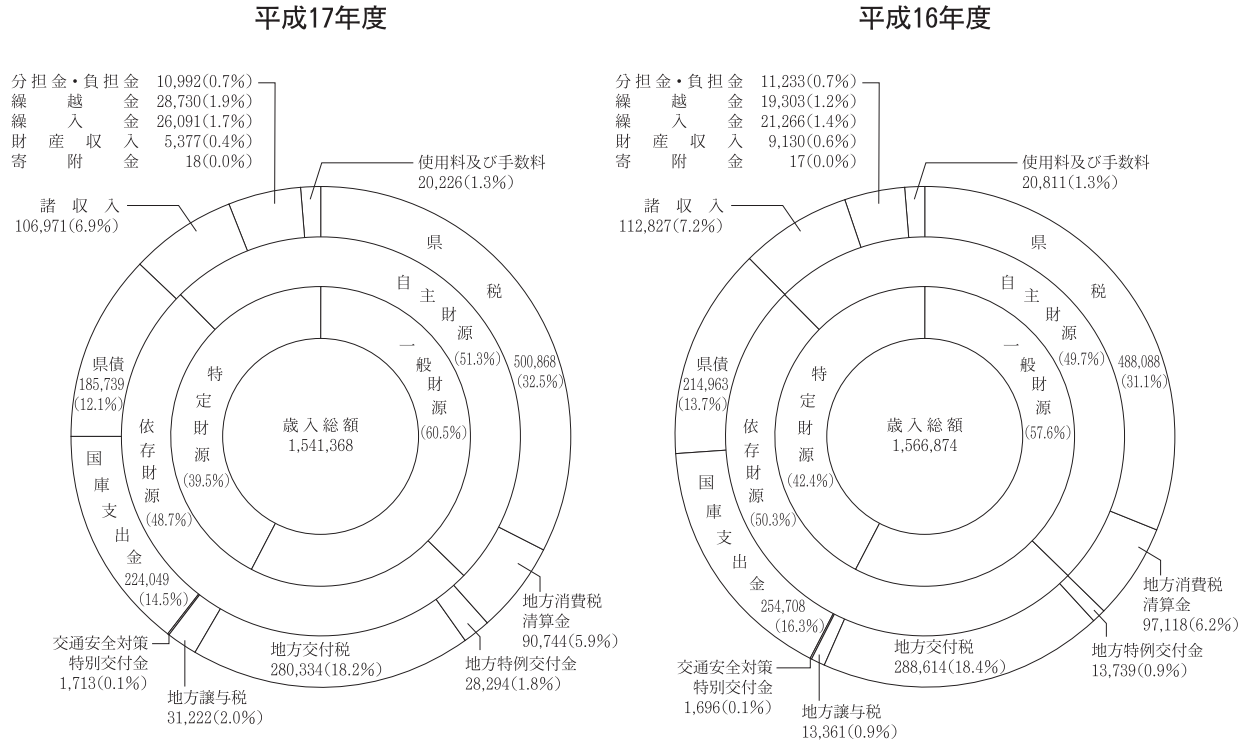 平成17年度
分担金・負担金 10,992(0.7%)
繰越金 28,730(1.9%)
繰入金 26,091(1.7%)
財産収入 5,377(0.4%)
寄附金 18(0.0%)
使用料及び手数料
20,226(1.3%)
諸収入
106,971(6.9%)
県税
500,868
(32.5%)
自主財源
(51.3%)
一般財源
(60.5%)
特定財源
(39.5%)
依存財源
(48.7%)
歳入総額
1,541,368
県債
185,739
(12.1%)
国庫支出金
224,049
(14.5%)
交通安全対策
特別交付金
1,713(0.1%)
地方譲与税
31,222(2.0%)
地方交付税
280,334(18.2%)
地方特例交付金
28,294(1.8%)
地方消費税
清算金
90,744(5.9%)
平成16年度
分担金・負担金 11,233(0.7%)
繰越金 19,303(1.2%)
繰入金 21,266(1.4%)
財産収入 9,130(0.6%)
寄附金 17(0.0%)
使用料及び手数料
20,811(1.3%)
諸収入
112,827(7.2%)
県税
488,088
(31.1%)
自主財源
(49.7%)
一般財源
(57.6%)
特定財源
(42.4%)
依存財源
(50.3%)
歳入総額
1,566,874
県債
214,963
(13.7%)
国庫支出金
254,708
(16.3%)
交通安全対策
特別交付金
1,696(0.1%)
地方譲与税
13,361(0.9%)
地方交付税
288,614(18.4%)
地方特例交付金
13,739(0.9%)
地方消費税
清算金
97,118(6.2%)